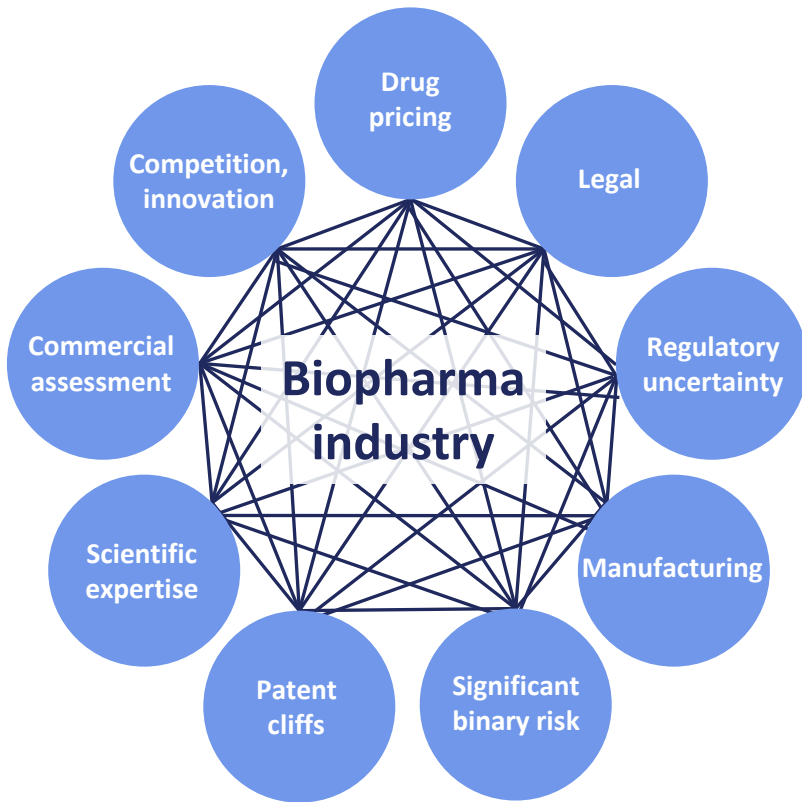 Drug
pricing
Legal
Regulatory
uncertainty
Manufacturing
Significant
binary risk
Patent
cliffs
Scientific
expertise
Commercial
assessment
Competition,
innovation
Biopharma
industry